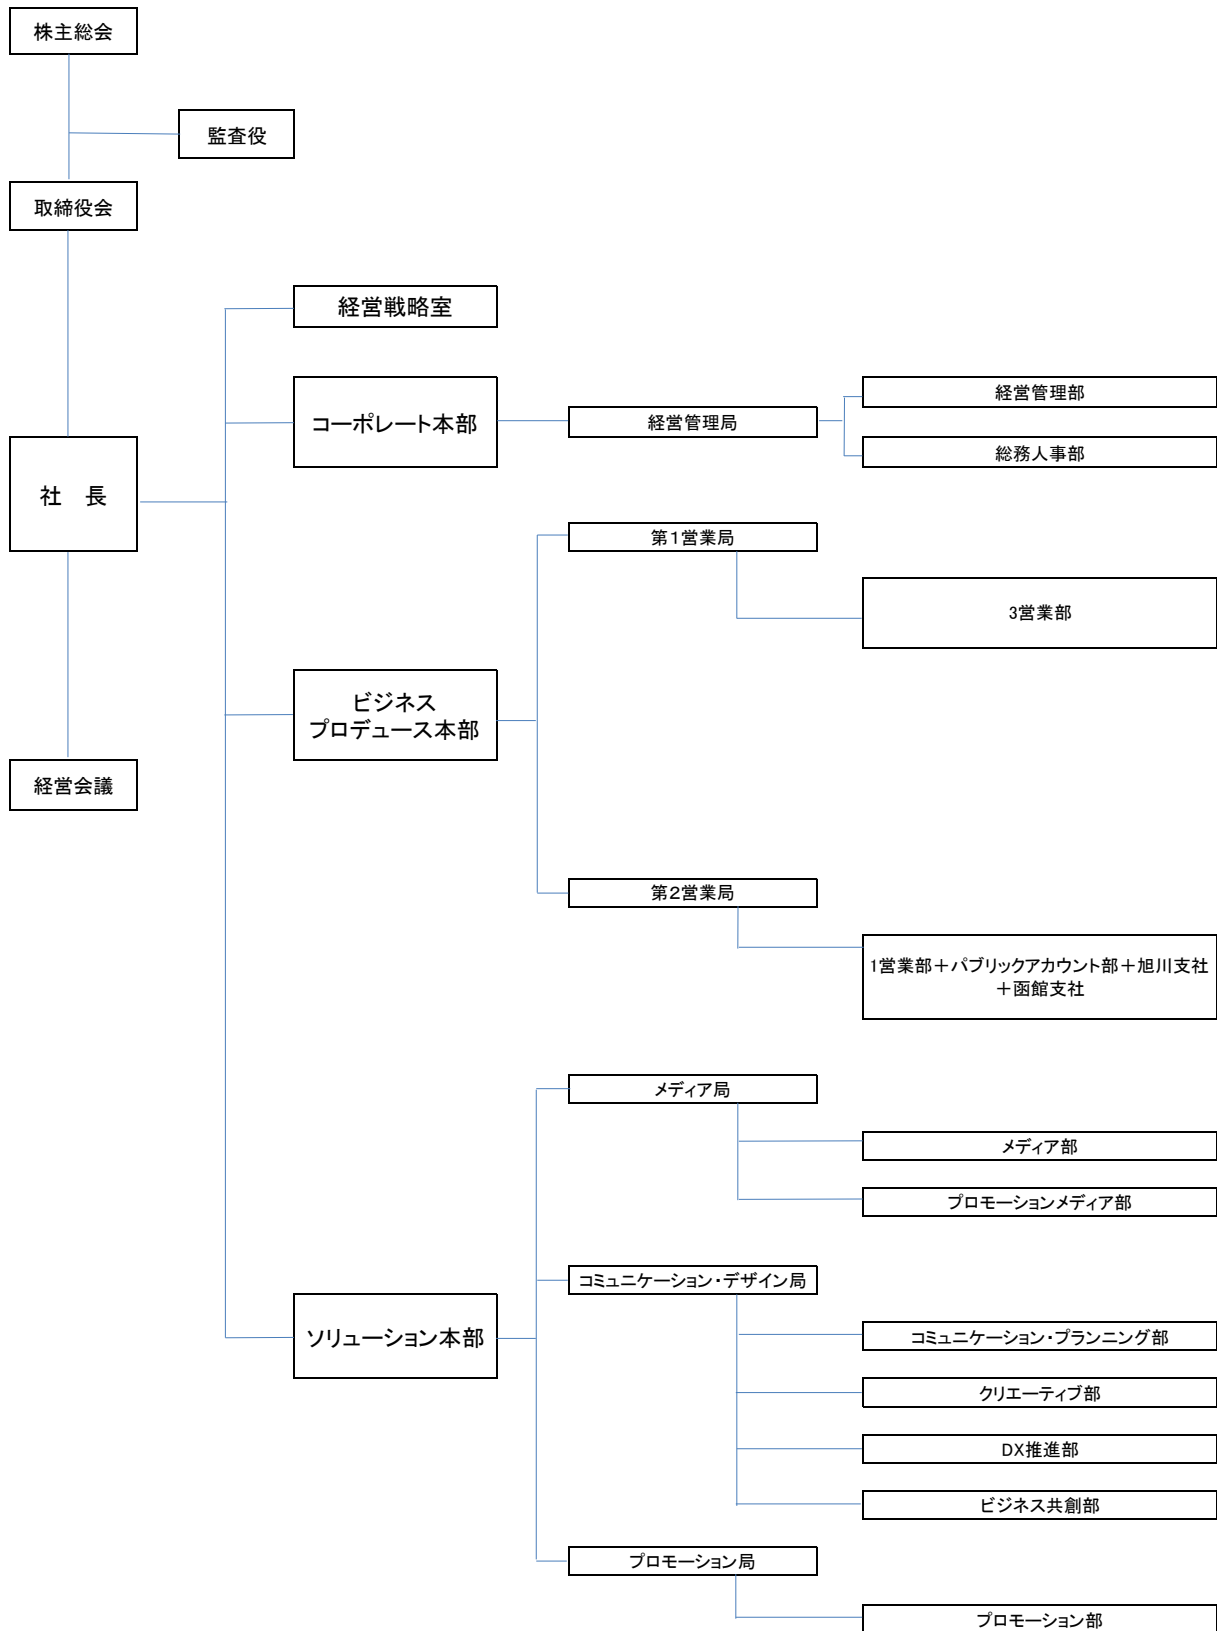 株主総会
監査役
取締役会
経営戦略室
コーポレート本部
経営管理局
経営管理部
総務人事部
社　長
第１営業局
3営業部
ビジネス
プロデュース本部
経営会議
第２営業局
1営業部＋パブリックアカウント部＋旭川支社
＋函館支社
メディア局
メディア部
プロモーションメディア部
コミュニケーション・デザイン局
ソリューション本部
コミュニケーション・プランニング部
クリエーティブ部
DX推進部
ビジネス共創部
プロモーション局
プロモーション部